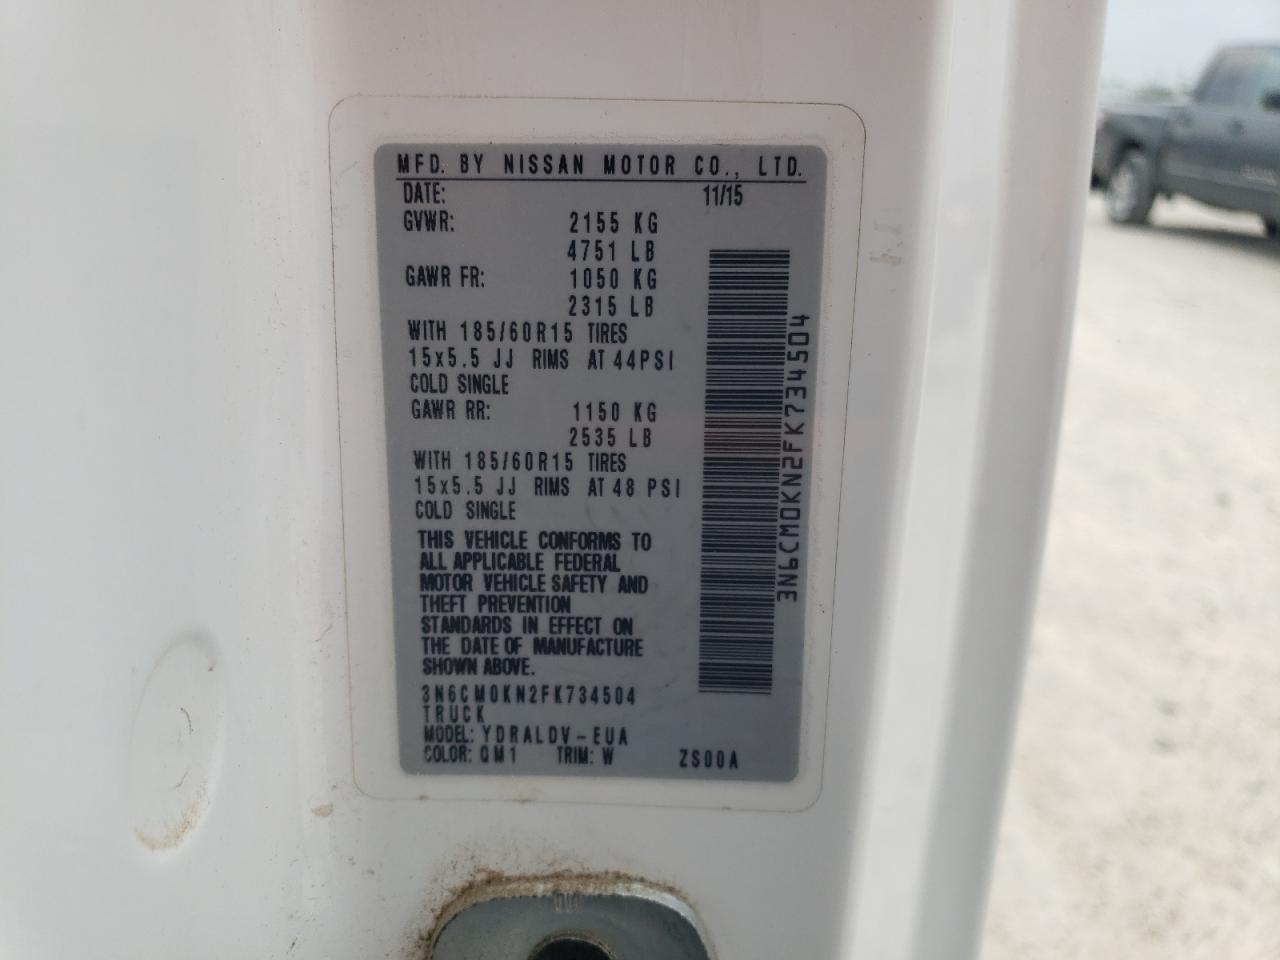 MFD. BY NISSAN MOTOR CO., LTD.
DATE: 11/15
GVWR: 2155 KG
4751 LB
GAWR FR: 1050 KG
2315 LB
WITH 185/60R15 TIRES
15x5.5 JJ RIMS AT 44PSI
COLD SINGLE
GAWR RR: 1150 KG
2535 LB
WITH 185/60R15 TIRES
15x5.5 JJ RIMS AT 48 PSI
COLD SINGLE
THIS VEHICLE CONFORMS TO
ALL APPLICABLE FEDERAL
MOTOR VEHICLE SAFETY AND
THEFT PREVENTION
STANDARDS IN EFFECT ON
THE DATE OF MANUFACTURE
SHOWN ABOVE.
3N6CM0KN2FK734504
TRUCK
MODEL: YDRALDV-EUA
COLOR: QM1 TRIM: W ZS00A
3N6CM0KN2FK734504